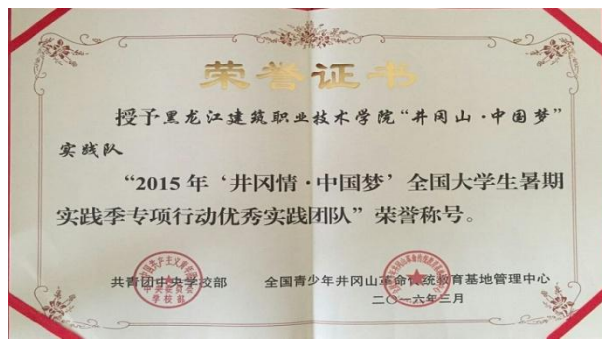 荣誉证书
授予黑龙江建筑职业技术学院“井冈山·中国梦”
实践队
“2015年‘井冈情·中国梦’全国大学生暑期
实践季专项行动优秀实践团队”荣誉称号。
共青团中央学校部 全国青少年井冈山革命传统教育基地管理中心
二〇一六年三月